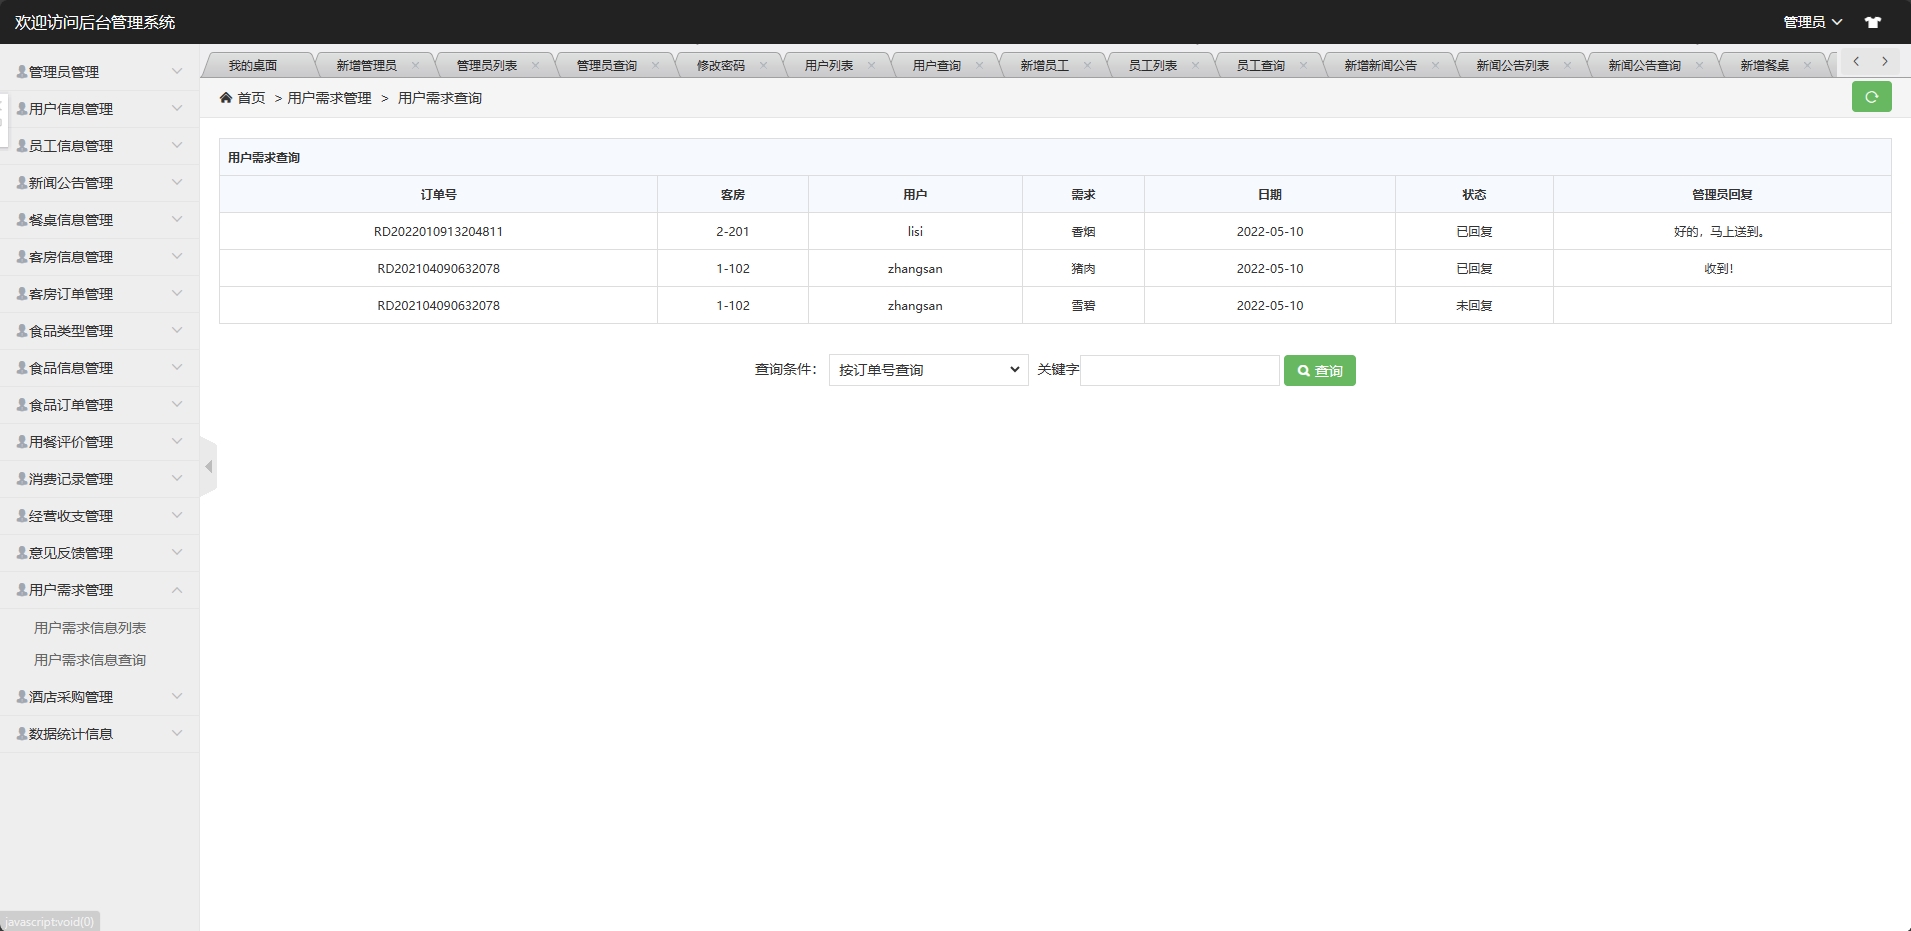 欢迎访问后台管理系统
管理员
我的桌面 新增管理员 管理员列表 管理员查询 修改密码 用户列表 用户查询 新增员工 员工列表 员工查询 新增新闻公告 新闻公告列表 新闻公告查询 新增餐桌
首页 > 用户需求管理 > 用户需求查询
管理员管理
用户信息管理
员工信息管理
新闻公告管理
餐桌信息管理
客房信息管理
客房订单管理
食品类型管理
食品信息管理
食品订单管理
用餐评价管理
消费记录管理
经营收支管理
意见反馈管理
用户需求管理
用户需求信息列表
用户需求信息查询
酒店采购管理
数据统计信息
用户需求查询
订单号 客房 用户 需求 日期 状态 管理员回复
RD2022010913204811 2-201 lisi 香烟 2022-05-10 已回复 好的，马上送到。
RD202104090632078 1-102 zhangsan 猪肉 2022-05-10 已回复 收到！
RD202104090632078 1-102 zhangsan 雪碧 2022-05-10 未回复
查询条件： 按订单号查询 关键字 查询
javascript:void(0)